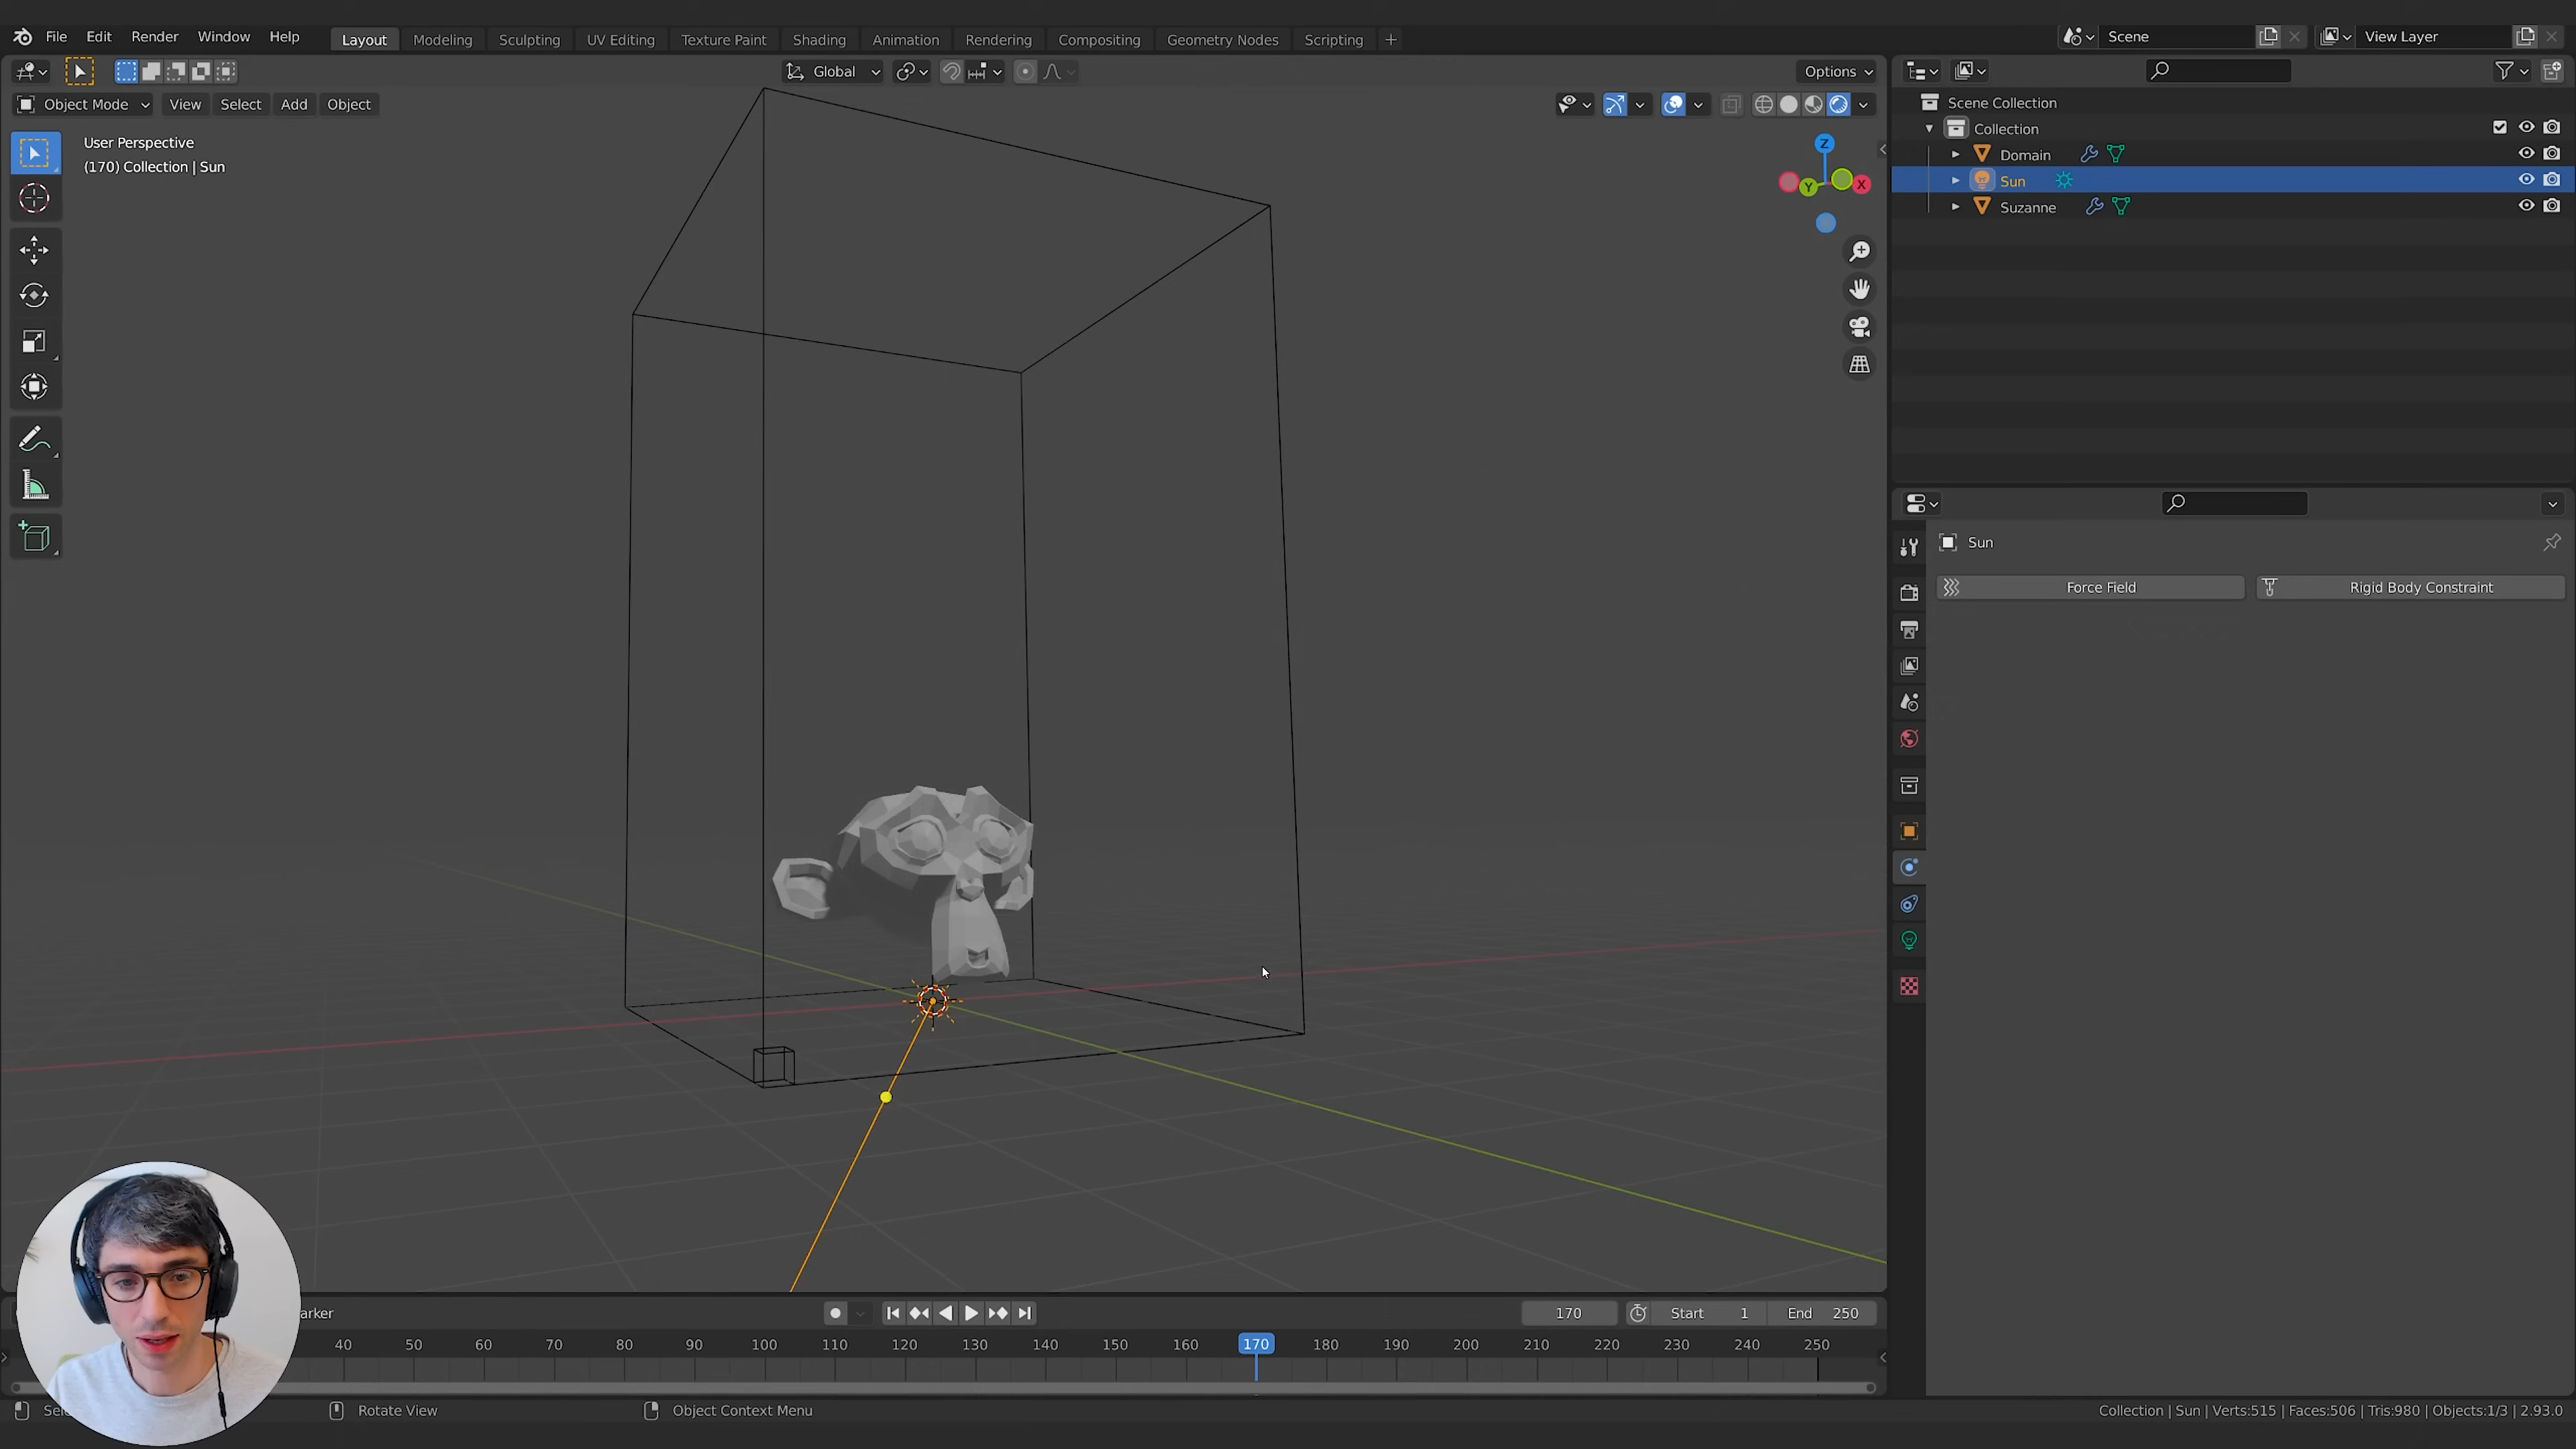 File Edit Render Window Help Layout Modeling Sculpting UV Editing Texture Paint Shading Animation Rendering Compositing Geometry Nodes Scripting + Scene View Layer
Global Options
Object Mode View Select Add Object
User Perspective
(170) Collection | Sun
Z
Y X
Scene Collection
Collection
Domain
Sun
Suzanne
Sun
Force Field Rigid Body Constraint
arker 170 Start 1 End 250
40 50 60 70 80 90 100 110 120 130 140 150 160 170 180 190 200 210 220 230 240 250
Sele Rotate View Object Context Menu Collection | Sun | Verts:515 | Faces:506 | Tris:980 | Objects:1/3 | 2.93.0